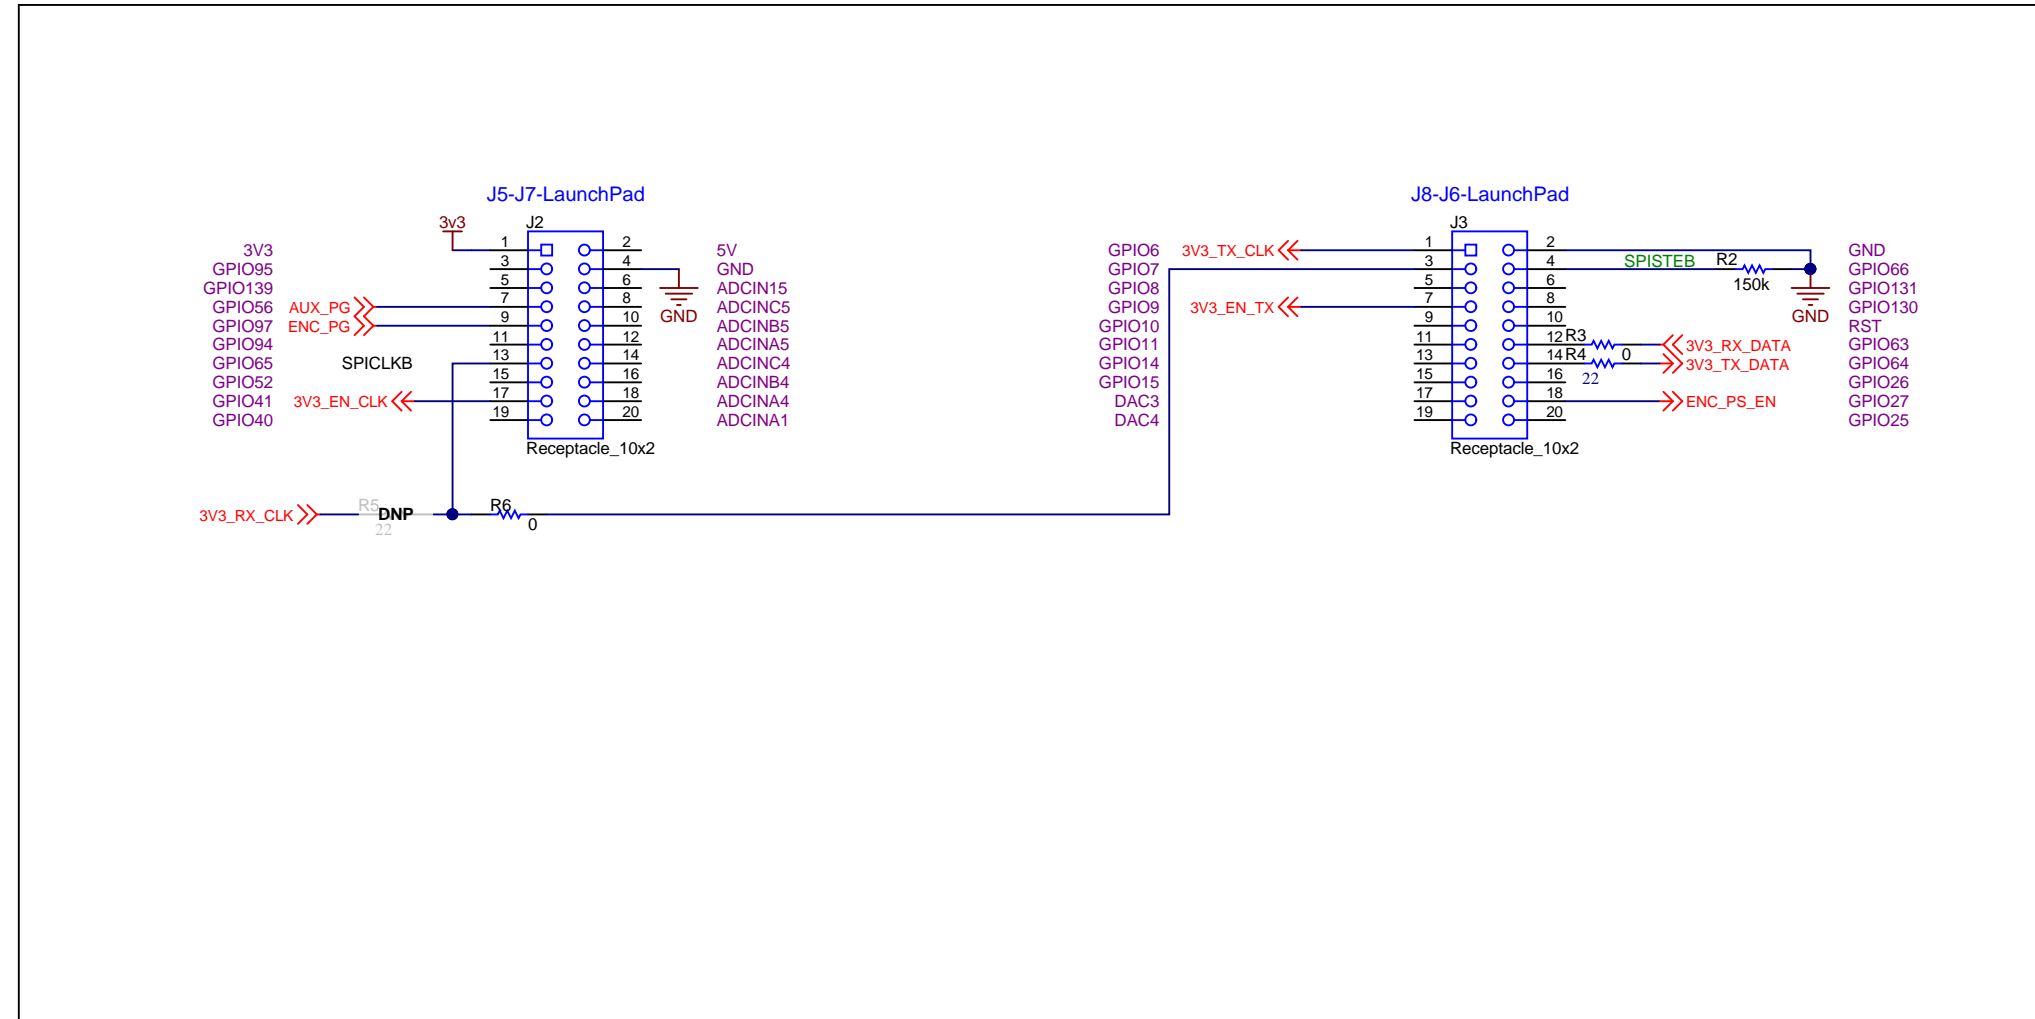 J5-J7-LaunchPad
J2
3v3
3V3 1 2 5V
GPIO95 3 4 GND
GPIO139 5 6 ADCIN15
GPIO56 AUX_PG 7 8 ADCINC5
GPIO97 ENC_PG 9 10 ADCINB5
GND
GPIO94 11 12 ADCINA5
GPIO65 SPICLKB 13 14 ADCINC4
GPIO52 15 16 ADCINB4
GPIO41 3V3_EN_CLK 17 18 ADCINA4
GPIO40 19 20 ADCINA1
Receptacle_10x2
3V3_RX_CLK R5 DNP 22 R6 0
J8-J6-LaunchPad
J3
GPIO6 3V3_TX_CLK 1 2 GND
GPIO7 3 4 SPISTEB R2 150k GPIO66
GPIO8 5 6 GPIO131
GPIO9 3V3_EN_TX 7 8 GPIO130
GND
GPIO10 9 10 RST
GPIO11 11 12 R3 0 3V3_RX_DATA GPIO63
GPIO14 13 14 R4 22 3V3_TX_DATA GPIO64
GPIO15 15 16 GPIO26
DAC3 17 18 ENC_PS_EN GPIO27
DAC4 19 20 GPIO25
Receptacle_10x2